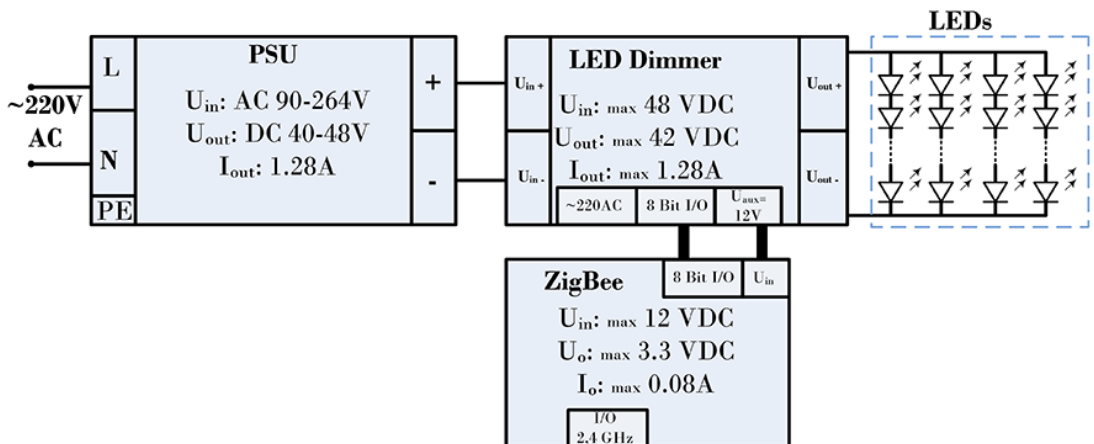 LEDs
~220V
AC
L
N
PE
PSU
Uin: AC 90-264V
Uout: DC 40-48V
Iout: 1.28A
+
-
Uin +
Uin -
LED Dimmer
Uin: max 48 VDC
Uout: max 42 VDC
Iout: max 1.28A
~220AC
8 Bit I/O
Uaux=
12V
Uout +
Uout -
ZigBee
8 Bit I/O
Uin
Uin: max 12 VDC
Uo: max 3.3 VDC
Io: max 0.08A
I/O
2,4 GHz